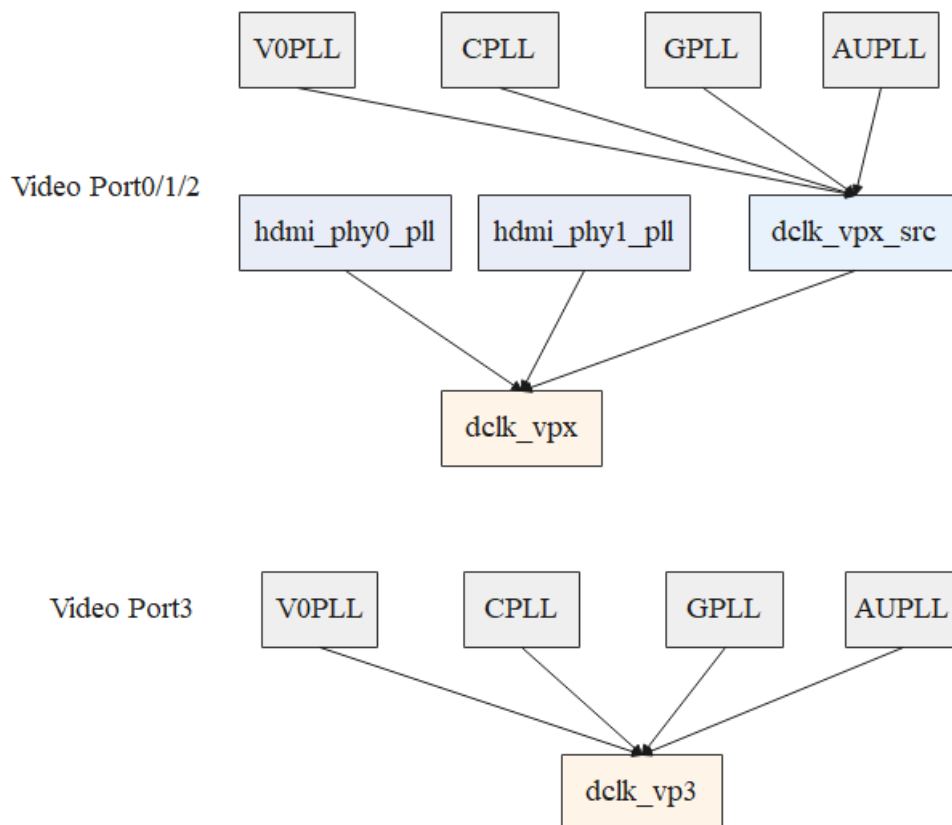 V0PLL CPLL GPLL AUPLL
Video Port0/1/2
hdmi_phy0_pll hdmi_phy1_pll dclk_vpx_src
dclk_vpx
Video Port3 V0PLL CPLL GPLL AUPLL
dclk_vp3